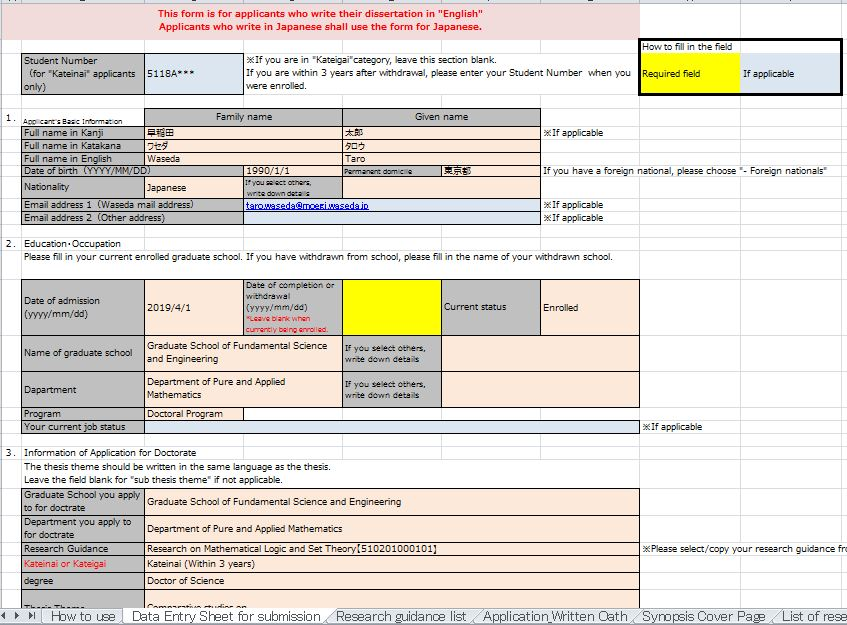 This form is for applicants who write their dissertation in "English"
Applicants who write in Japanese shall use the form for Japanese.
Student Number
(for "Kateinai" applicants
only)
5118A***
※If you are in "Kateigai"category, leave this section blank.
If you are within 3 years after withdrawal, please enter your Student Number when you
were enrolled.
How to fill in the field
Required field
If applicable
1. Applicant's Basic Information
Family name
Given name
Full name in Kanji
早稲田
太郎
※If applicable
Full name in Katakana
ワセダ
タロウ
Full name in English
Waseda
Taro
Date of birth (YYYY/MM/DD)
1990/1/1
Permanent domicile
東京都
If you have a foreign national, please choose "- Foreign nationals"
Nationality
Japanese
If you select others,
write down details
Email address 1 (Waseda mail address)
taro.waseda@moegi.waseda.jp
※If applicable
Email address 2 (Other address)
※If applicable
2. Education・Occupation
Please fill in your current enrolled graduate school. If you have withdrawn from school, please fill in the name of your withdrawn school.
Date of admission
(yyyy/mm/dd)
2019/4/1
Date of completion or
withdrawal
(yyyy/mm/dd)
*Leave blank when
currently being enrolled.
Current status
Enrolled
Name of graduate school
Graduate School of Fundamental Science
and Engineering
If you select others,
write down details
Dapartment
Department of Pure and Applied
Mathematics
If you select others,
write down details
Program
Doctoral Program
Your current job status
※If applicable
3. Information of Application for Doctorate
The thesis theme should be written in the same language as the thesis.
Leave the field blank for "sub thesis theme" if not applicable.
Graduate School you apply
to for doctrate
Graduate School of Fundamental Science and Engineering
Department you apply to
for doctrate
Department of Pure and Applied Mathematics
Research Guidance
Research on Mathematical Logic and Set Theory【510201000101】
※Please select/copy your research guidance fro
Kateinai or Kateigai
Kateinai (Within 3 years)
degree
Doctor of Science
Thesis Theme
Comparative studies on
How to use
Data Entry Sheet for submission
Research guidance list
Application_Written Oath
Synopsis Cover Page
List of rese